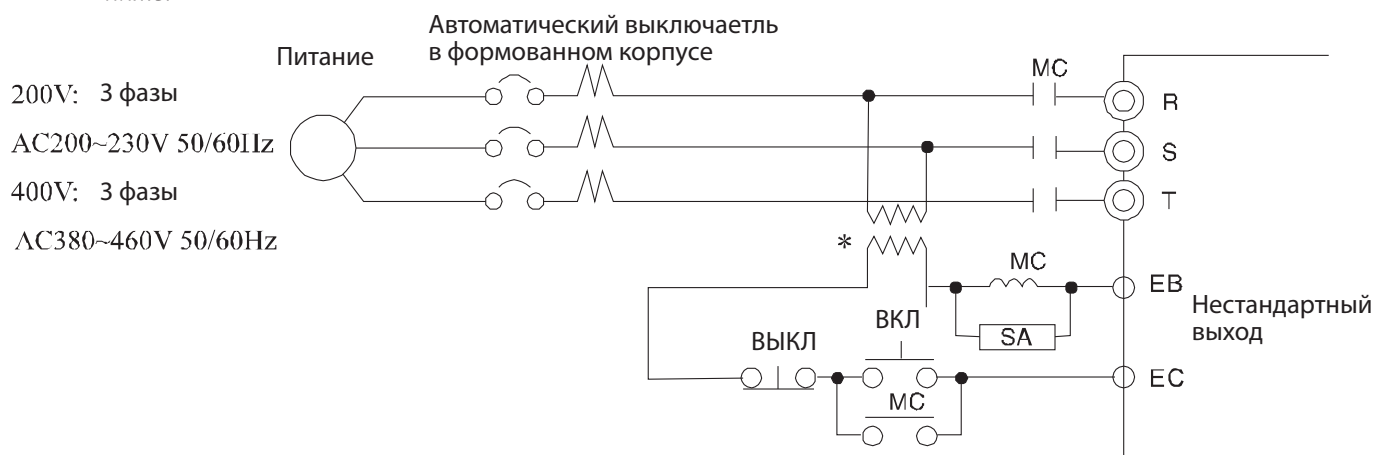 Автоматический выключаетль
в формованном корпусе
Питание
200V: 3 фазы
AC200~230V 50/60Hz
400V: 3 фазы
AC380~460V 50/60Hz
MC
R
S
T
*
MC
EB
Нестандартный
выход
SA
ВКЛ
ВЫКЛ
EC
MC